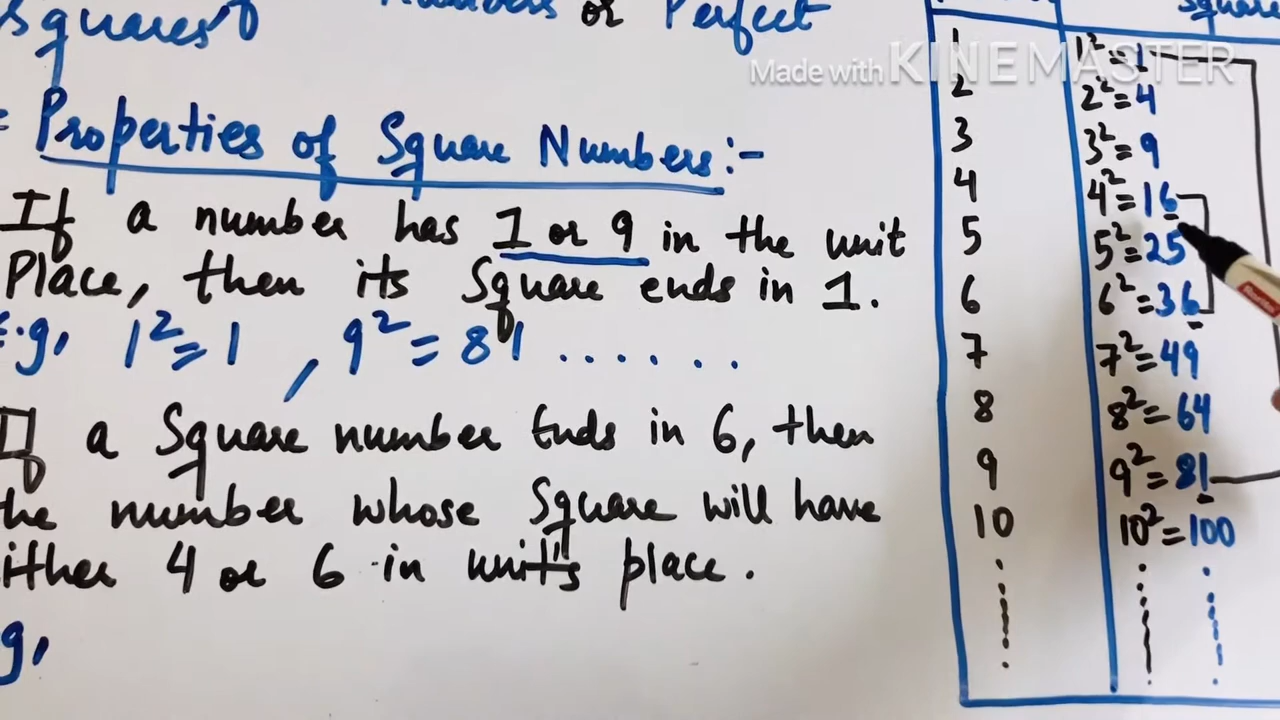 Squares Numbers or Perfect
Properties of Square Numbers:-
If a number has 1 or 9 in the unit
Place, then its Square ends in 1.
E.g, 1²=1, 9²=81.......
If a Square number Ends in 6, then
the number whose Square will have
either 4 or 6 in unit's place.
g,
Square
1 1²=1
2 2²=4
3 3²=9
4 4²=16
5 5²=25
6 6²=36
7 7²=49
8 8²=64
9 9²=81
10 10²=100
Made with KINEMASTER